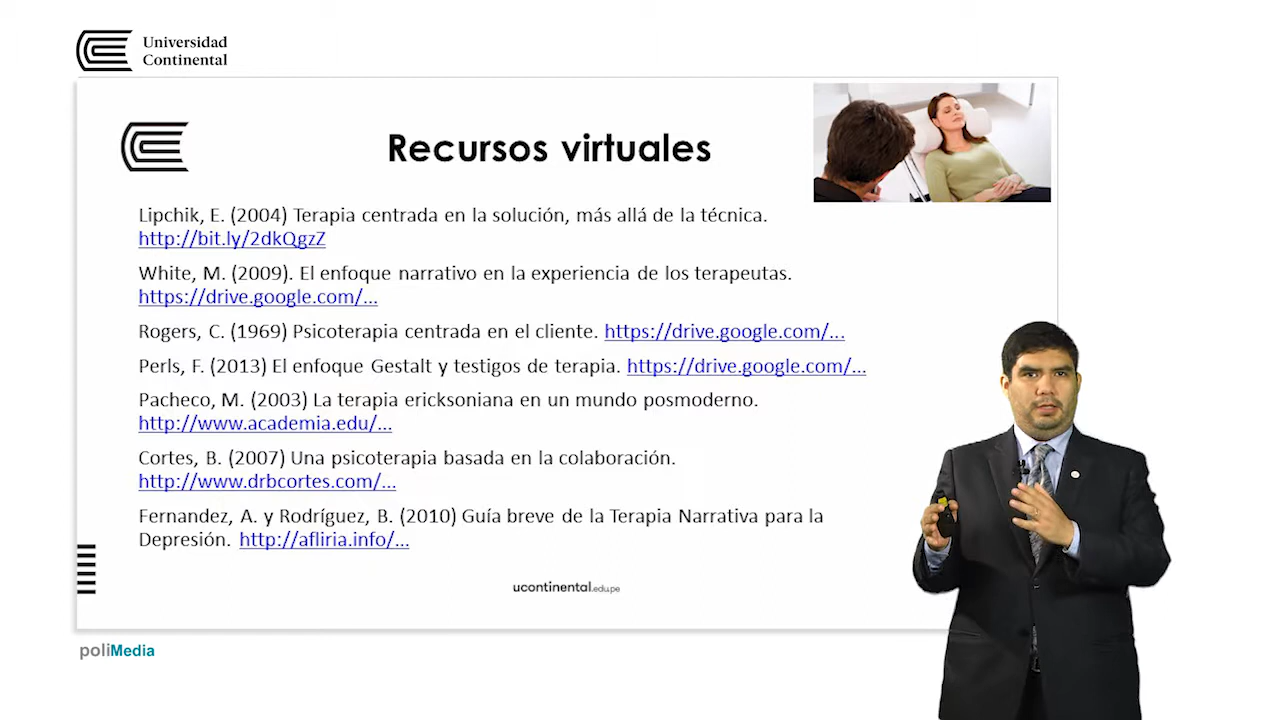 Universidad
Continental
Recursos virtuales
Lipchik, E. (2004) Terapia centrada en la solución, más allá de la técnica.
http://bit.ly/2dkQgzZ
White, M. (2009). El enfoque narrativo en la experiencia de los terapeutas.
https://drive.google.com/...
Rogers, C. (1969) Psicoterapia centrada en el cliente. https://drive.google.com/...
Perls, F. (2013) El enfoque Gestalt y testigos de terapia. https://drive.google.com/...
Pacheco, M. (2003) La terapia ericksoniana en un mundo posmoderno.
http://www.academia.edu/...
Cortes, B. (2007) Una psicoterapia basada en la colaboración.
http://www.drbcortes.com/...
Fernandez, A. y Rodríguez, B. (2010) Guía breve de la Terapia Narrativa para la
Depresión. http://afliria.info/...
ucontinental.edu.pe
poliMedia